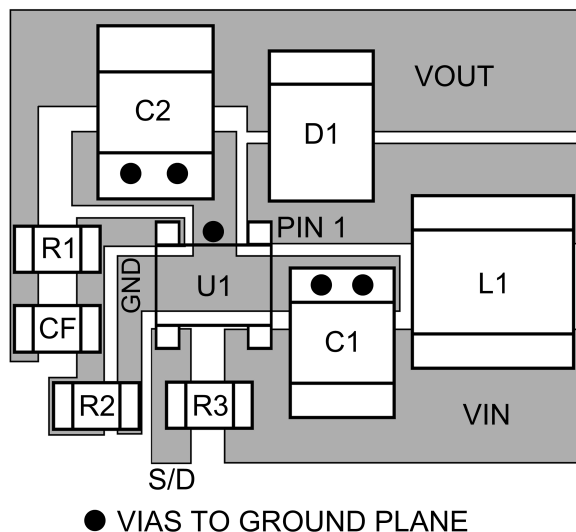 VOUT
C2
D1
PIN 1
R1
GND
U1
L1
CF
C1
R2
R3
VIN
S/D
VIAS TO GROUND PLANE